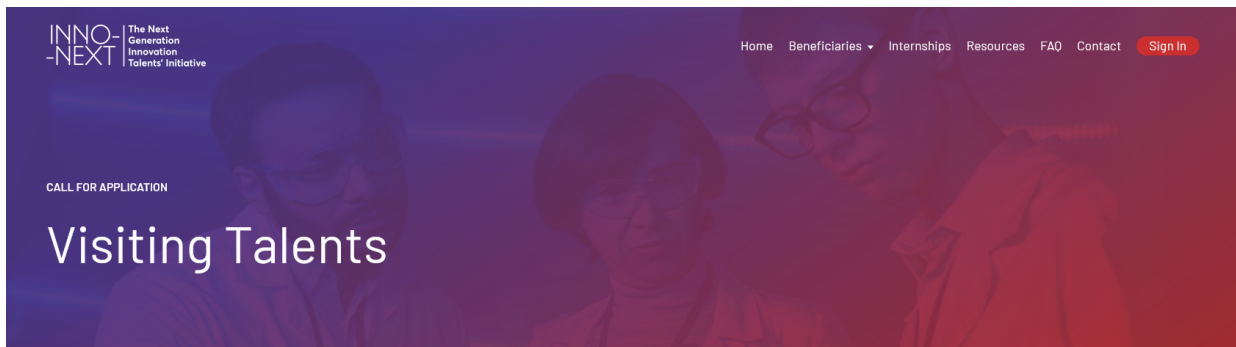 INNO-
-NEXT
The Next
Generation
Innovation
Talents' Initiative
Home Beneficiaries Internships Resources FAQ Contact Sign In
CALL FOR APPLICATION
Visiting Talents